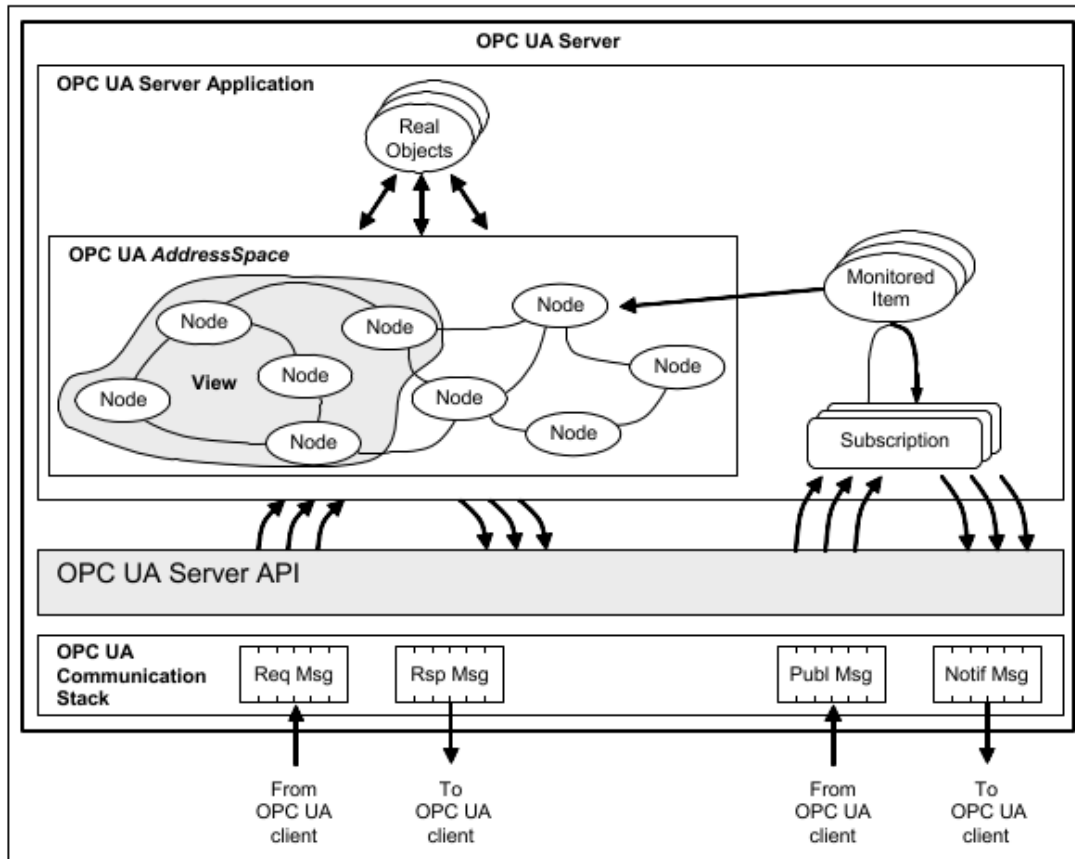 OPC UA Server
OPC UA Server Application
Real
Objects
OPC UA AddressSpace
Monitored
Item
Node
Node
Node
View
Node
Node
Node
Node
Node
Node
Subscription
OPC UA Server API
OPC UA
Communication
Stack
Req Msg
Rsp Msg
Publ Msg
Notif Msg
From
OPC UA
client
To
OPC UA
client
From
OPC UA
client
To
OPC UA
client